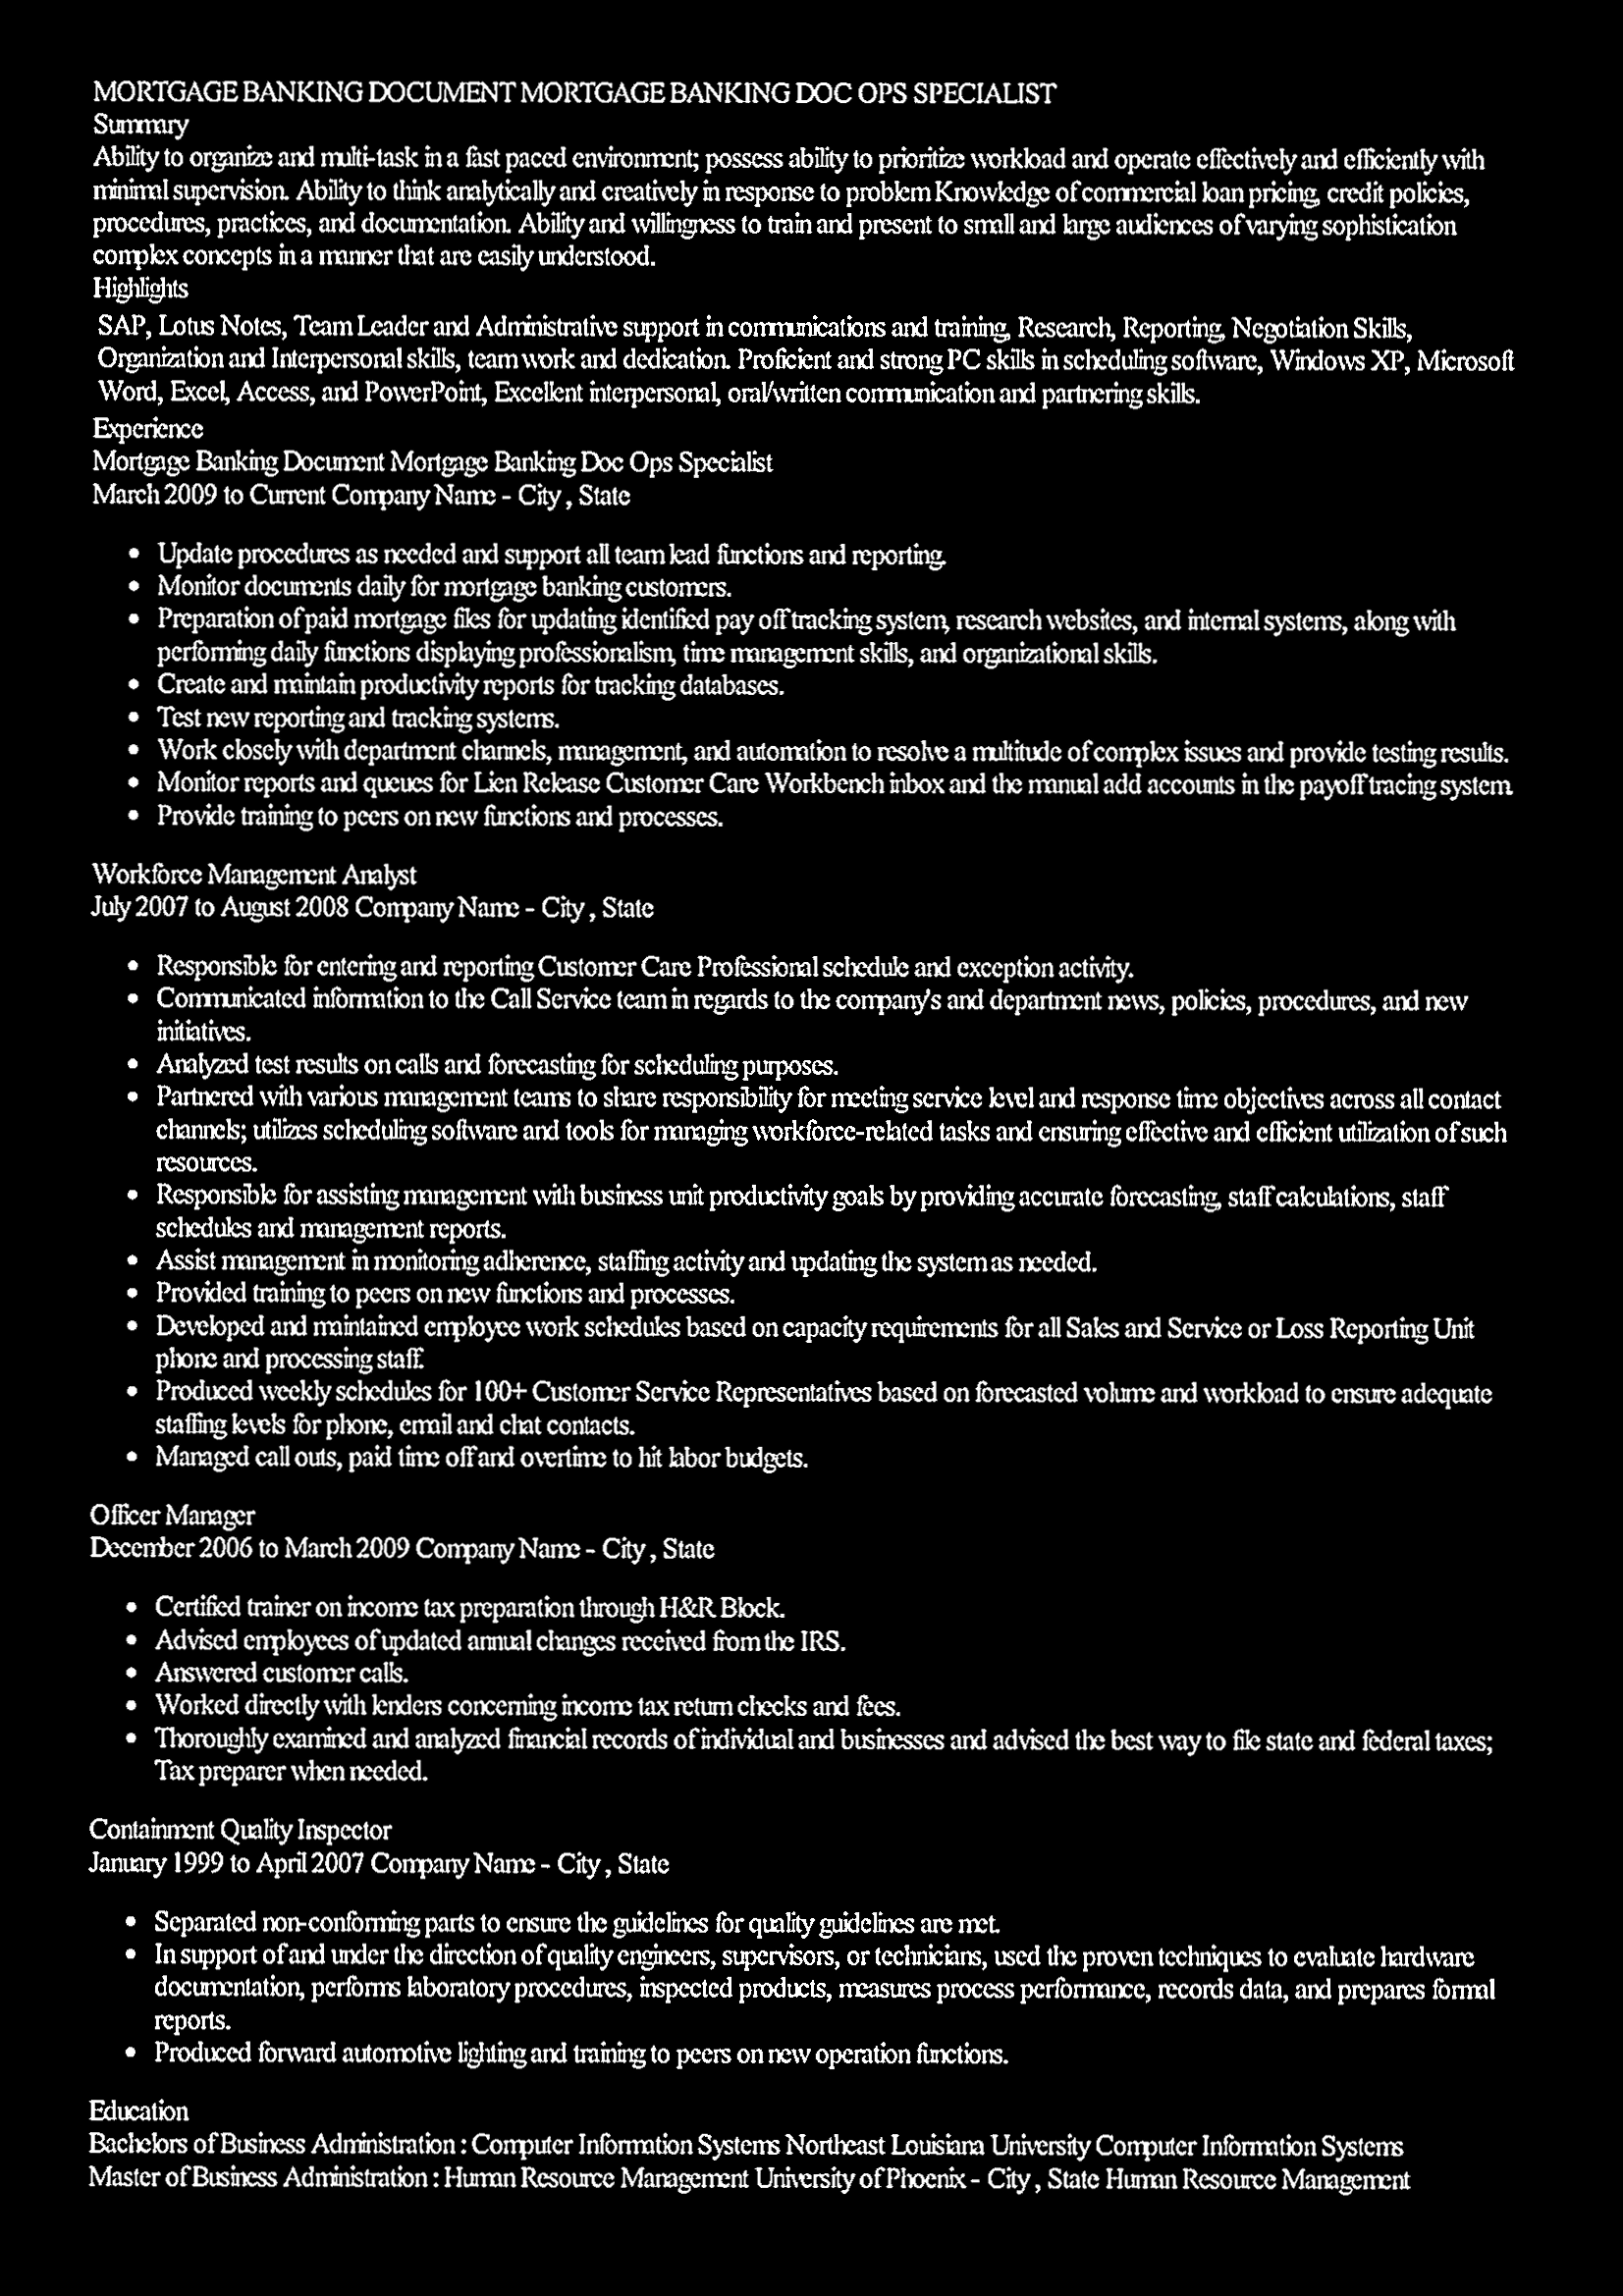 MORTGAGE BANKING DOCUMENT MORTGAGE BANKING DOC OPS SPECIALIST
Summary
Ability to organize and multi-task in a fast paced environment; possess ability to prioritize workload and operate effectively and efficiently with
minimal supervision. Ability to think analytically and creatively in response to problem Knowledge of commercial loan pricing, credit policies,
procedures, practices, and documentation. Ability and willingness to train and present to small and large audiences of varying sophistication
complex concepts in a manner that are easily understood.
Highlights
SAP, Lotus Notes, Team Leader and Administrative support in communications and training, Research, Reporting, Negotiation Skills,
Organization and Interpersonal skills, team work and dedication. Proficient and strong PC skills in scheduling software, Windows XP, Microsoft
Word, Excel, Access, and PowerPoint, Excellent interpersonal, oral/written communication and partnering skills.
Experience
Mortgage Banking Document Mortgage Banking Doc Ops Specialist
March 2009 to Current Company Name - City , State
• Update procedures as needed and support all team lead functions and reporting.
• Monitor documents daily for mortgage banking customers.
• Preparation of paid mortgage files for updating identified pay off tracking system, research websites, and internal systems, along with
performing daily functions displaying professionalism, time management skills, and organizational skills.
• Create and maintain productivity reports for tracking databases.
• Test new reporting and tracking systems.
• Work closely with department channels, management, and automation to resolve a multitude of complex issues and provide testing results.
• Monitor reports and queues for Lien Release Customer Care Workbench inbox and the manual add accounts in the payoff tracing system.
• Provide training to peers on new functions and processes.
Workforce Management Analyst
July 2007 to August 2008 Company Name - City , State
• Responsible for entering and reporting Customer Care Professional schedule and exception activity.
• Communicated information to the Call Service team in regards to the company's and department news, policies, procedures, and new
initiatives.
• Analyzed test results on calls and forecasting for scheduling purposes.
• Partnered with various management teams to share responsibility for meeting service level and response time objectives across all contact
channels; utilizes scheduling software and tools for managing workforce-related tasks and ensuring effective and efficient utilization of such
resources.
• Responsible for assisting management with business unit productivity goals by providing accurate forecasting, staff calculations, staff
schedules and management reports.
• Assist management in monitoring adherence, staffing activity and updating the system as needed.
• Provided training to peers on new functions and processes.
• Developed and maintained employee work schedules based on capacity requirements for all Sales and Service or Loss Reporting Unit
phone and processing staff.
• Produced weekly schedules for 100+ Customer Service Representatives based on forecasted volume and workload to ensure adequate
staffing levels for phone, email and chat contacts.
• Managed call outs, paid time off and overtime to hit labor budgets.
Officer Manager
December 2006 to March 2009 Company Name - City , State
• Certified trainer on income tax preparation through H&R Block.
• Advised employees of updated annual changes received from the IRS.
• Answered customer calls.
• Worked directly with lenders concerning income tax return checks and fees.
• Thoroughly examined and analyzed financial records of individual and businesses and advised the best way to file state and federal taxes;
Tax preparer when needed.
Containment Quality Inspector
January 1999 to April 2007 Company Name - City , State
• Separated non-conforming parts to ensure the guidelines for quality guidelines are met.
• In support of and under the direction of quality engineers, supervisors, or technicians, used the proven techniques to evaluate hardware
documentation, performs laboratory procedures, inspected products, measures process performance, records data, and prepares formal
reports.
• Produced forward automotive lighting and training to peers on new operation functions.
Education
Bachelors of Business Administration : Computer Information Systems Northeast Louisiana University Computer Information Systems
Master of Business Administration : Human Resource Management University of Phoenix - City , State Human Resource Management